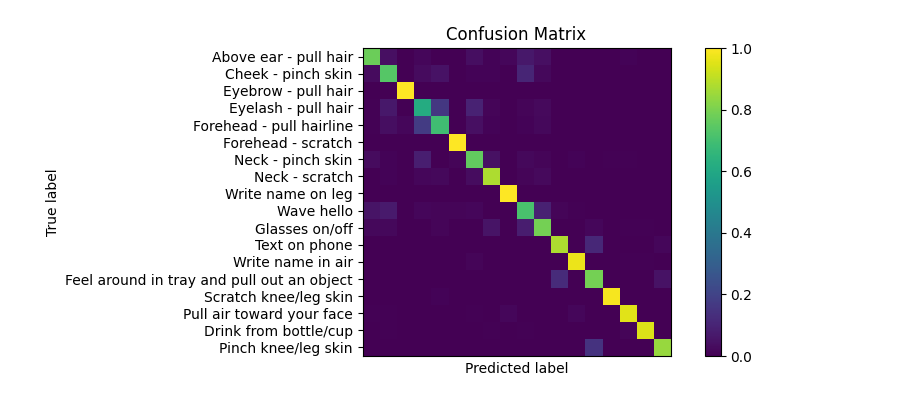 Confusion Matrix
Above ear - pull hair
Cheek - pinch skin
Eyebrow - pull hair
Eyelash - pull hair
Forehead - pull hairline
Forehead - scratch
Neck - pinch skin
Neck - scratch
Write name on leg
Wave hello
Glasses on/off
Text on phone
Write name in air
Feel around in tray and pull out an object
Scratch knee/leg skin
Pull air toward your face
Drink from bottle/cup
Pinch knee/leg skin
True label
Predicted label
1.0
0.8
0.6
0.4
0.2
0.0